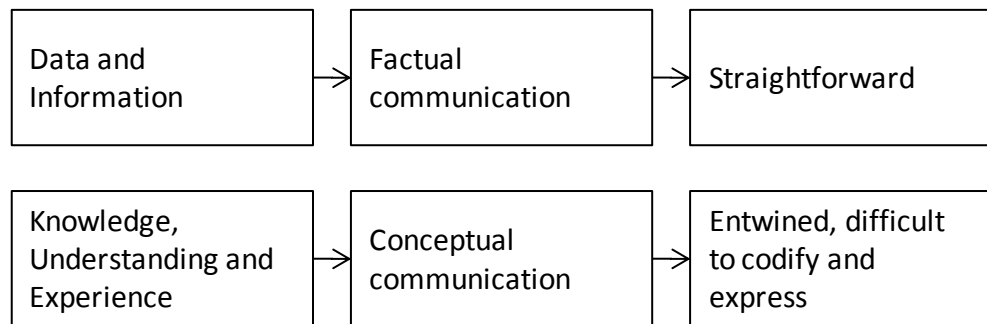 Data and
Information
Factual
communication
Straightforward
Knowledge,
Understanding and
Experience
Conceptual
communication
Entwined, difficult
to codify and
express